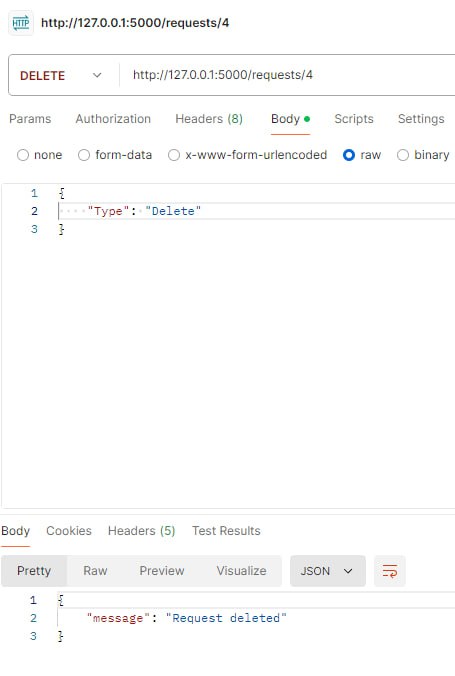 HTTP http://127.0.0.1:5000/requests/4
DELETE http://127.0.0.1:5000/requests/4
Params Authorization Headers (8) Body Scripts Settings
none form-data x-www-form-urlencoded raw binary
1 {
2 "Type": "Delete"
3 }
Body Cookies Headers (5) Test Results
Pretty Raw Preview Visualize JSON
1 {
2 "message": "Request deleted"
3 }